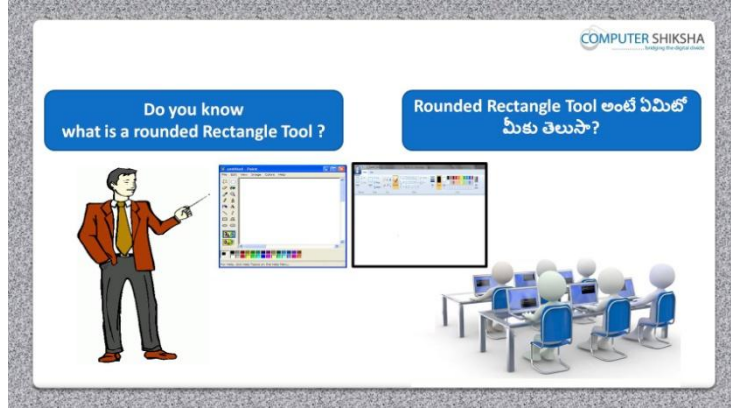 COMPUTER SHIKSHA
bridging the digital divide
Do you know
what is a rounded Rectangle Tool ?
Rounded Rectangle Tool అంటే ఏమిటో
మీకు తెలుసా?